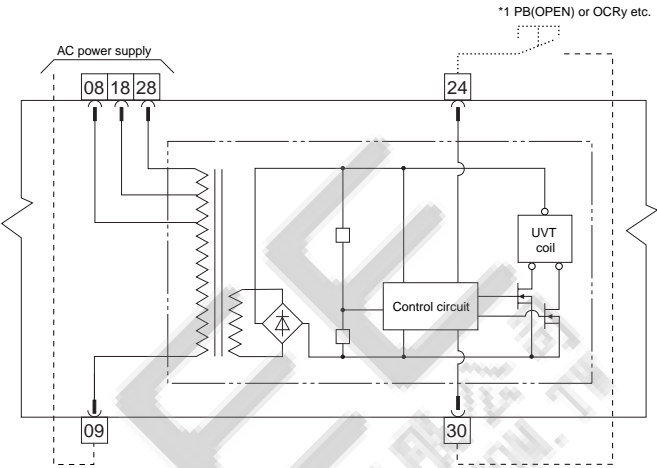 *1 PB(OPEN) or OCRy etc.
AC power supply
08 18 28
24
UVT
coil
Control circuit
09
30